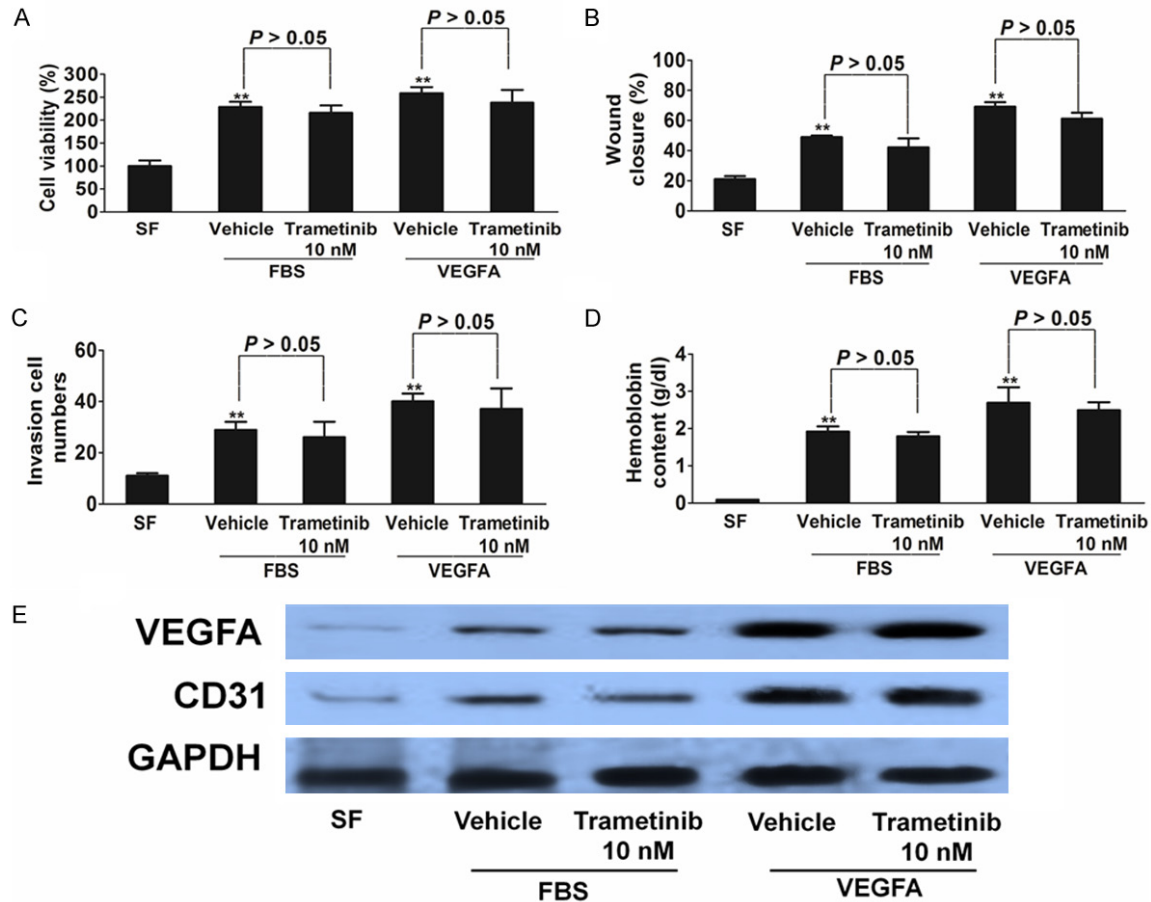 A
P > 0.05
P > 0.05
Cell viability (%)
300
250
200
150
100
50
0
**
**
SF
Vehicle
Trametinib
10 nM
Vehicle
Trametinib
10 nM
FBS
VEGFA
B
P > 0.05
P > 0.05
Wound
closure (%)
100
80
60
40
20
0
**
**
SF
Vehicle
Trametinib
10 nM
Vehicle
Trametinib
10 nM
FBS
VEGFA
C
P > 0.05
P > 0.05
Invasion cell
numbers
60
40
20
0
**
**
SF
Vehicle
Trametinib
10 nM
Vehicle
Trametinib
10 nM
FBS
VEGFA
D
P > 0.05
P > 0.05
Hemoblobin
content (g/dl)
4
3
2
1
0
**
**
SF
Vehicle
Trametinib
10 nM
Vehicle
Trametinib
10 nM
FBS
VEGFA
E
VEGFA
CD31
GAPDH
SF
Vehicle
Trametinib
10 nM
Vehicle
Trametinib
10 nM
FBS
VEGFA